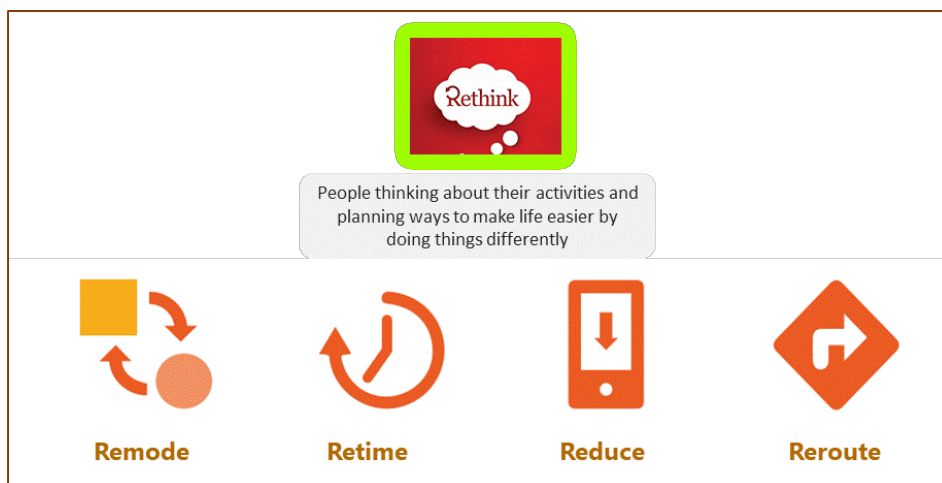 Rethink
People thinking about their activities and
planning ways to make life easier by
doing things differently
Remode
Retime
Reduce
Reroute